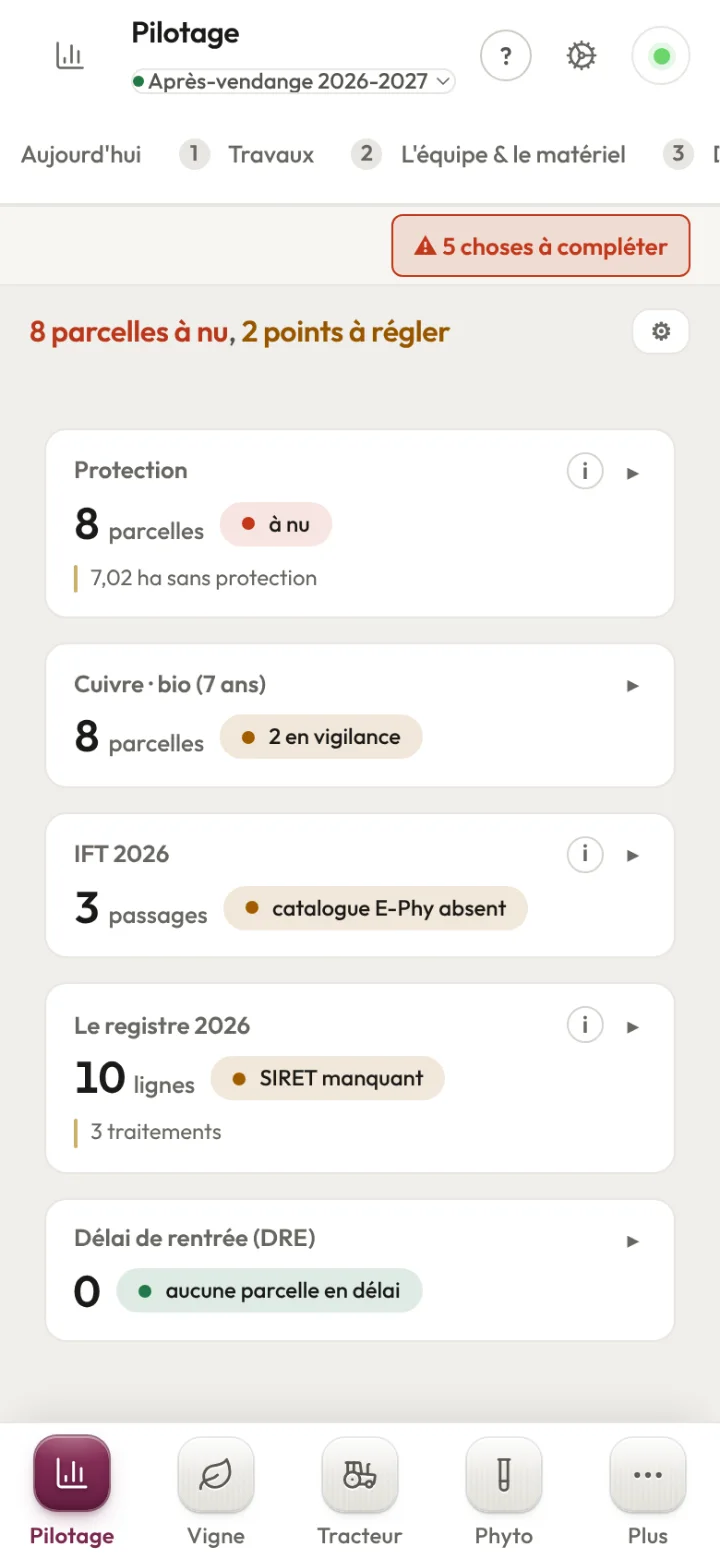 Pilotage
?
Après-vendange 2026-2027
Aujourd'hui 1 Travaux 2 L'équipe & le matériel 3
5 choses à compléter
8 parcelles à nu, 2 points à régler
Protection i
8 parcelles à nu
7,02 ha sans protection
Cuivre · bio (7 ans)
8 parcelles 2 en vigilance
IFT 2026 i
3 passages catalogue E-Phy absent
Le registre 2026 i
10 lignes SIRET manquant
3 traitements
Délai de rentrée (DRE)
0 aucune parcelle en délai
Pilotage Vigne Tracteur Phyto Plus